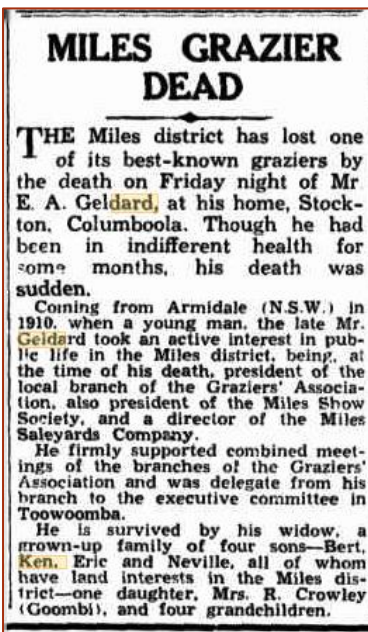 MILES GRAZIER
DEAD
THE Miles district has lost one
of its best-known graziers by
the death on Friday night of Mr
E. A. Geldard, at his home, Stock-
ton, Columboola. Though he had
been in indifferent health for
some months, his death was
sudden.
Coming from Armidale (N.S.W.) in
1910, when a young man, the late Mr.
Geldard took an active interest in pub-
lic life in the Miles district, being, at
the time of his death, president of the
local branch of the Graziers' Associa-
tion, also president of the Miles Show
Society, and a director of the Miles
Saleyards Company.
He firmly supported combined meet-
ings of the branches of the Graziers'
Association and was delegate from his
branch to the executive committee in
Toowoomba.
He is survived by his widow, a
grown-up family of four sons—Bert,
Ken, Eric and Neville, all of whom
have land interests in the Miles dis-
trict—one daughter, Mrs. R. Crowley
(Goombi), and four grandchildren.